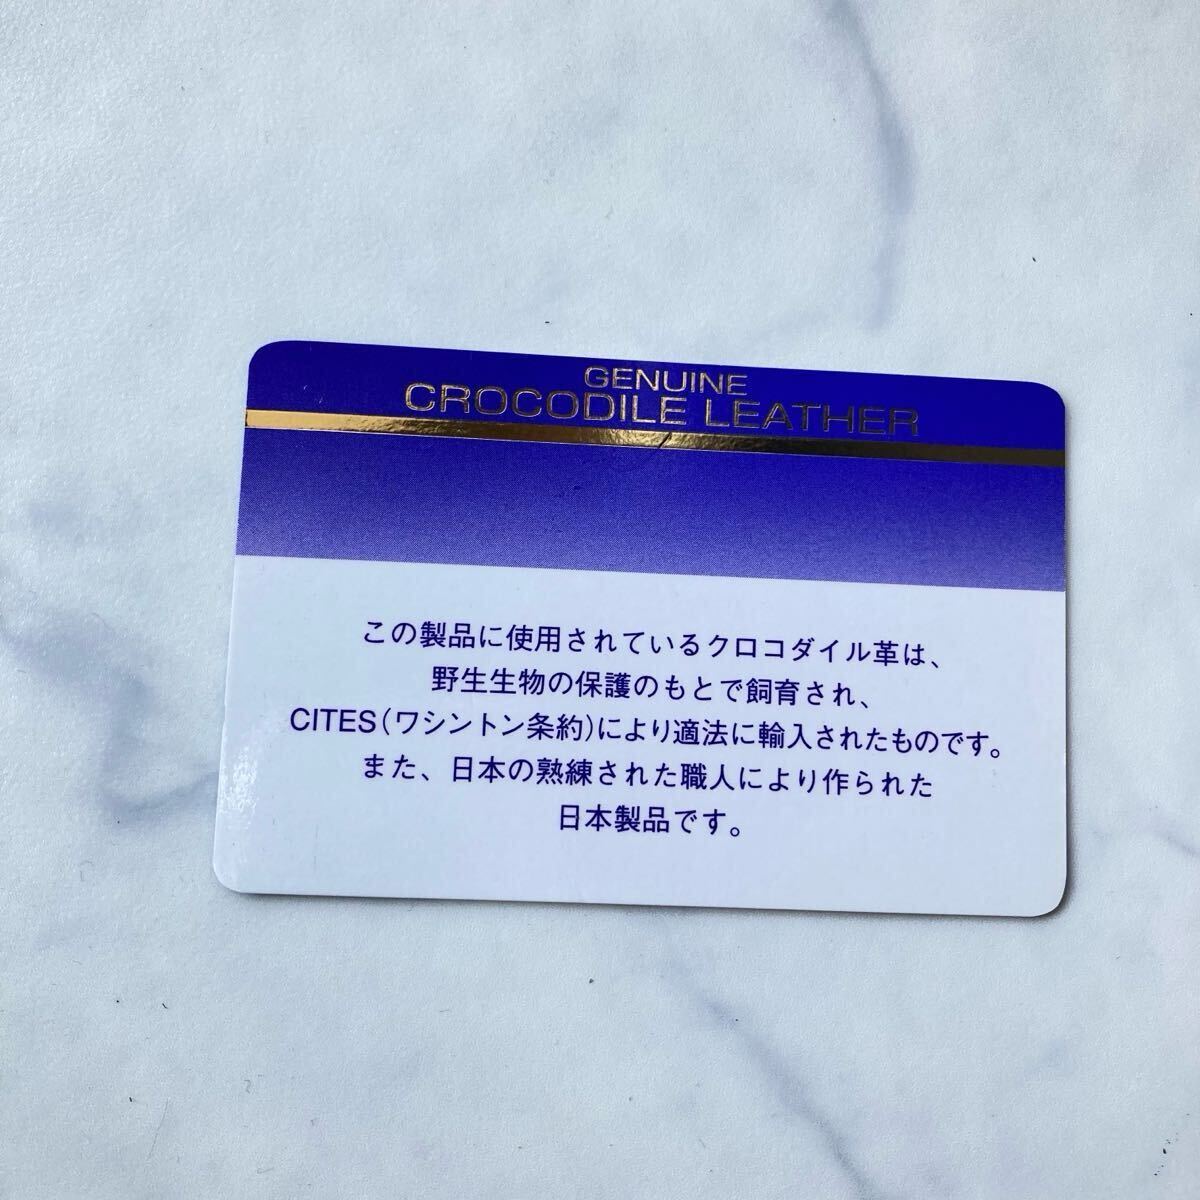 GENUINE
CROCODILE LEATHER
この製品に使用されているクロコダイル革は、
野生生物の保護のもとで飼育され、
CITES(ワシントン条約)により適法に輸入されたものです。
また、日本の熟練された職人により作られた
日本製品です。